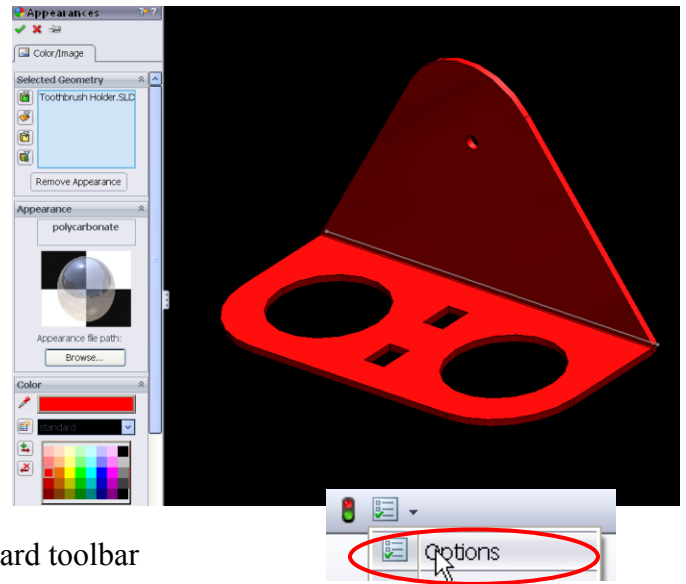 Appearances
Color/Image
Selected Geometry
Toothbrush Holder.SLD
Remove Appearance
Appearance
polycarbonate
Appearance file path:
Browse...
Color
standard
Options
ard toolbar